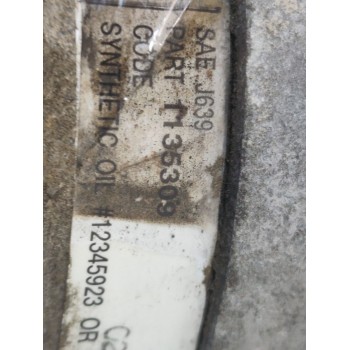 SAE J639
PART 1135309
CODE
SYNTHETIC OIL #12345923 OR